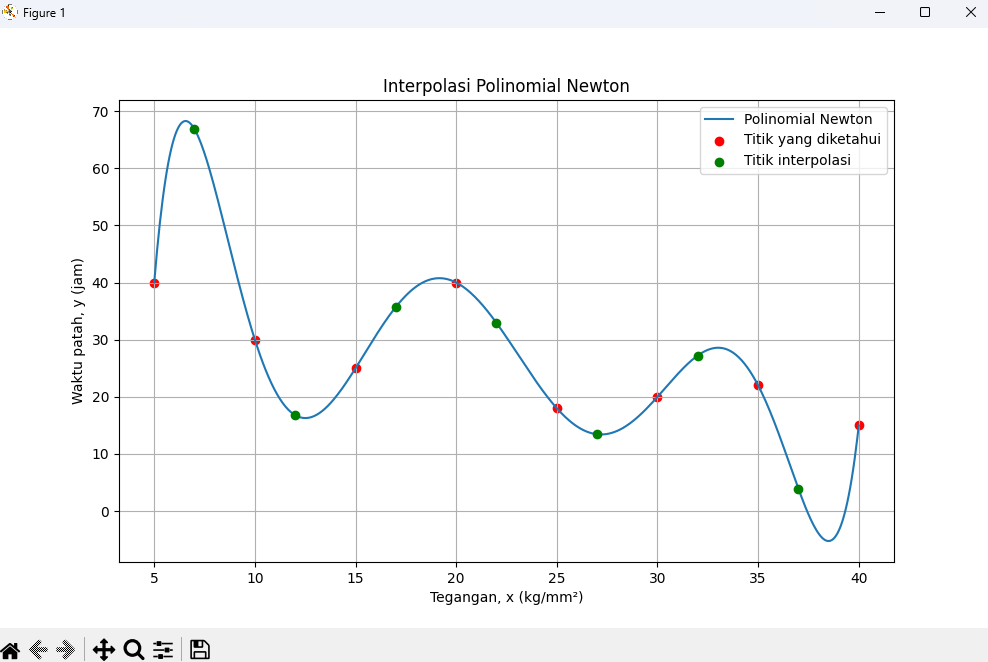 Figure 1
Interpolasi Polinomial Newton
Polinomial Newton
Titik yang diketahui
Titik interpolasi
Waktu patah, y (jam)
70
60
50
40
30
20
10
0
5 10 15 20 25 30 35 40
Tegangan, x (kg/mm²)